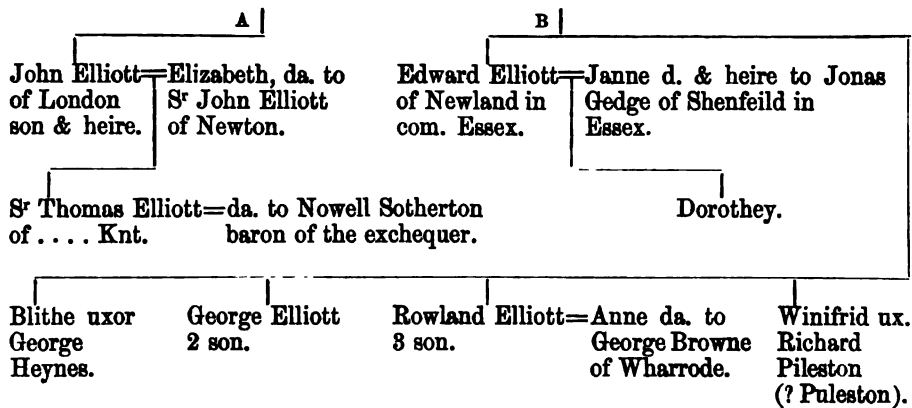 A
B
John Elliott=Elizabeth, da. to
of London Sr John Elliott
son & heire. of Newton.
Edward Elliott=Janne d. & heire to Jonas
of Newland in Gedge of Shenfeild in
com. Essex. Essex.
Sr Thomas Elliott=da. to Nowell Sotherton
of .... Knt. baron of the exchequer.
Dorothey.
Blithe uxor
George
Heynes.
George Elliott
2 son.
Rowland Elliott=Anne da. to
3 son. George Browne
of Wharrode.
Winifrid ux.
Richard
Pileston
(? Puleston).